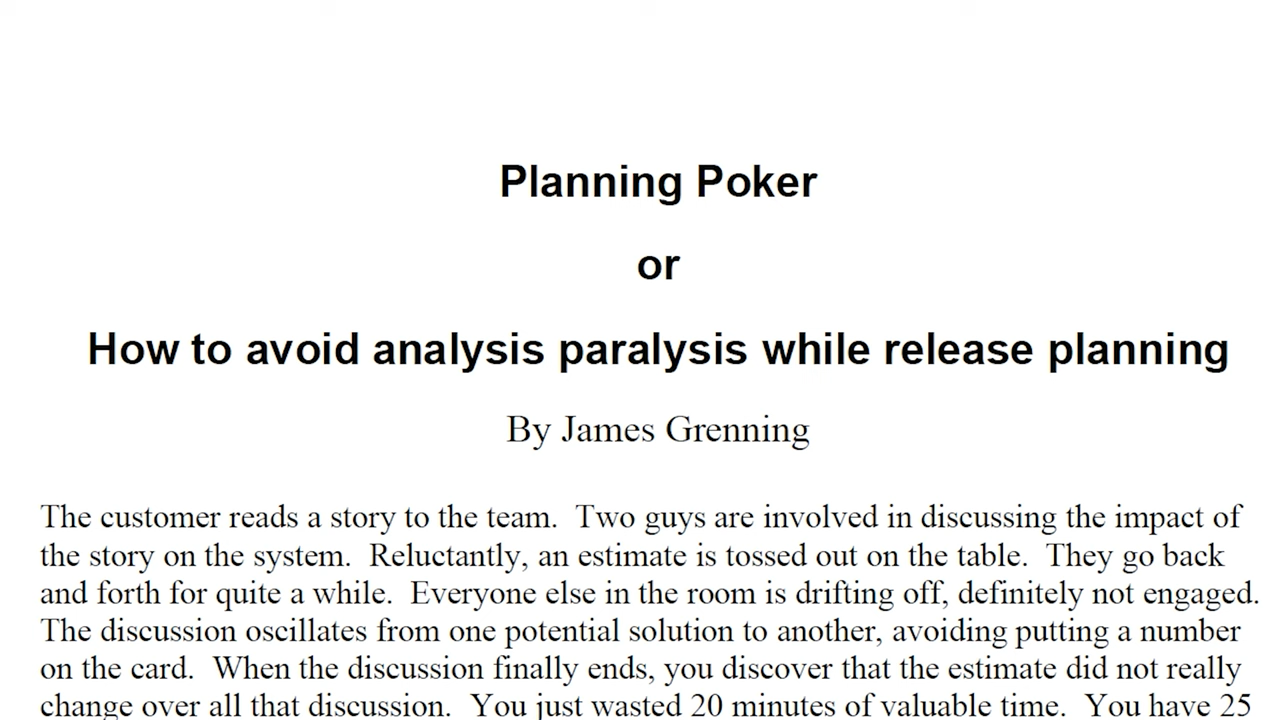 Planning Poker
or
How to avoid analysis paralysis while release planning
By James Grenning
The customer reads a story to the team.  Two guys are involved in discussing the impact of
the story on the system.  Reluctantly, an estimate is tossed out on the table.  They go back
and forth for quite a while.  Everyone else in the room is drifting off, definitely not engaged.
The discussion oscillates from one potential solution to another, avoiding putting a number
on the card.  When the discussion finally ends, you discover that the estimate did not really
change over all that discussion.  You just wasted 20 minutes of valuable time.  You have 25